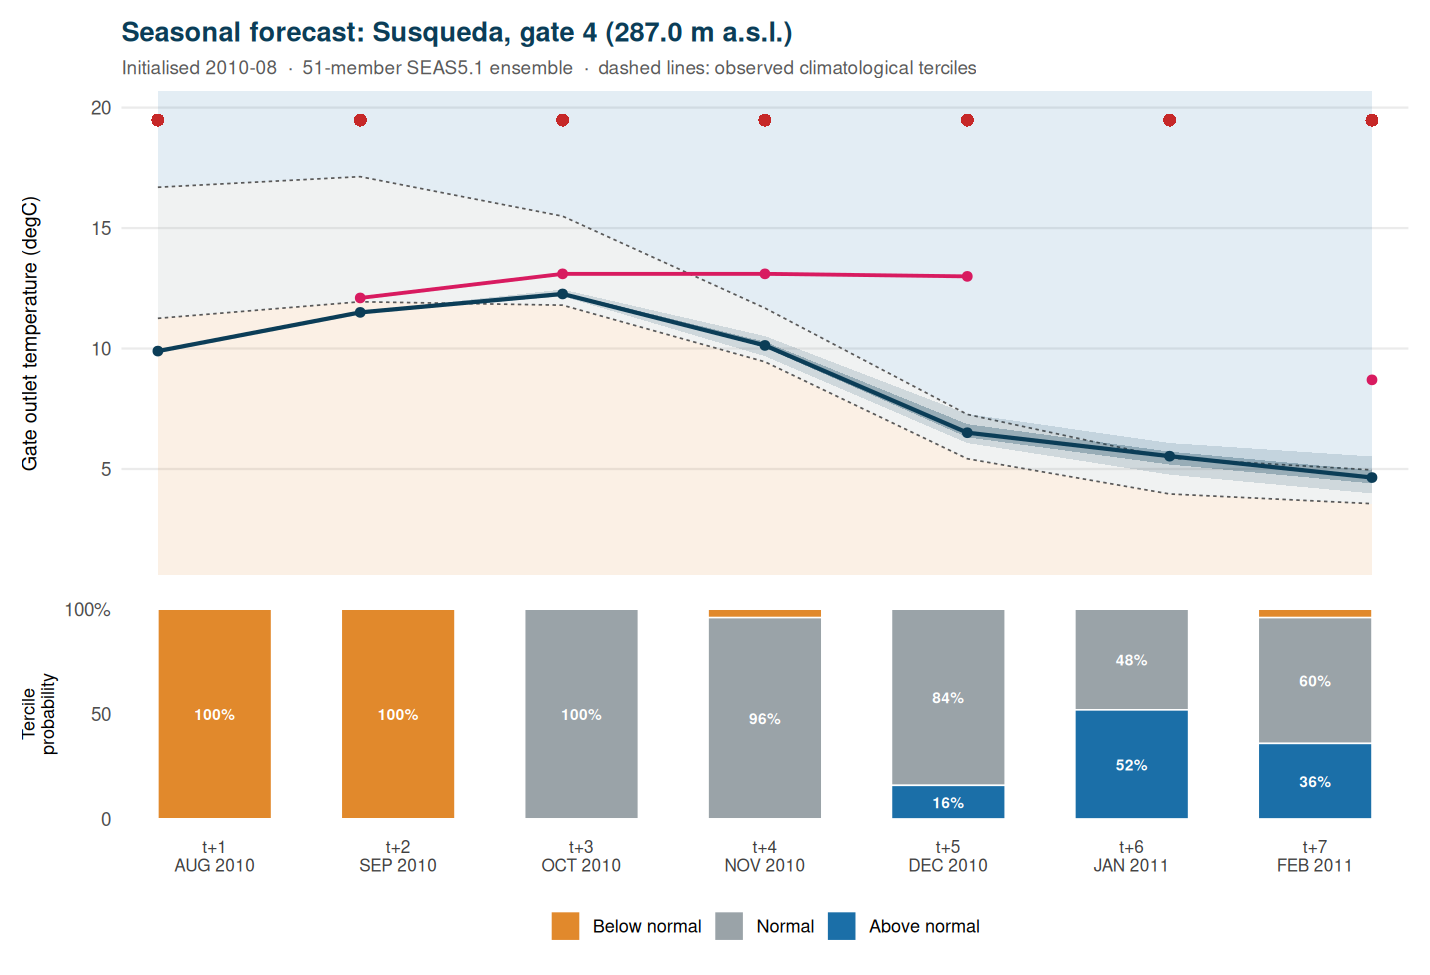 Seasonal forecast: Susqueda, gate 4 (287.0 m a.s.l.)
Initialised 2010-08 · 51-member SEAS5.1 ensemble · dashed lines: observed climatological terciles
Gate outlet temperature (degC)
20
15
10
5
Tercile
probability
100%
50
0
100%
100%
100%
96%
84%
16%
48%
52%
60%
36%
t+1
AUG 2010
t+2
SEP 2010
t+3
OCT 2010
t+4
NOV 2010
t+5
DEC 2010
t+6
JAN 2011
t+7
FEB 2011
Below normal
Normal
Above normal